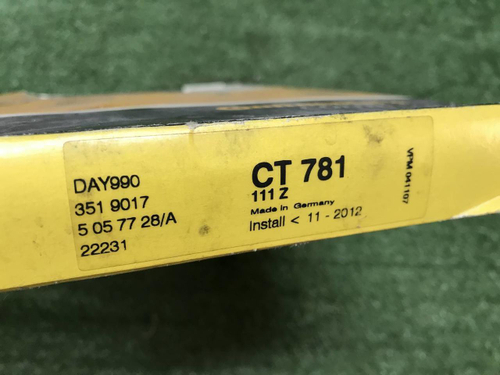 DAY990
351 9017
5 05 77 28/A
22231
CT 781
111 Z
Made in Germany
Install < 11 - 2012
VPM 041107